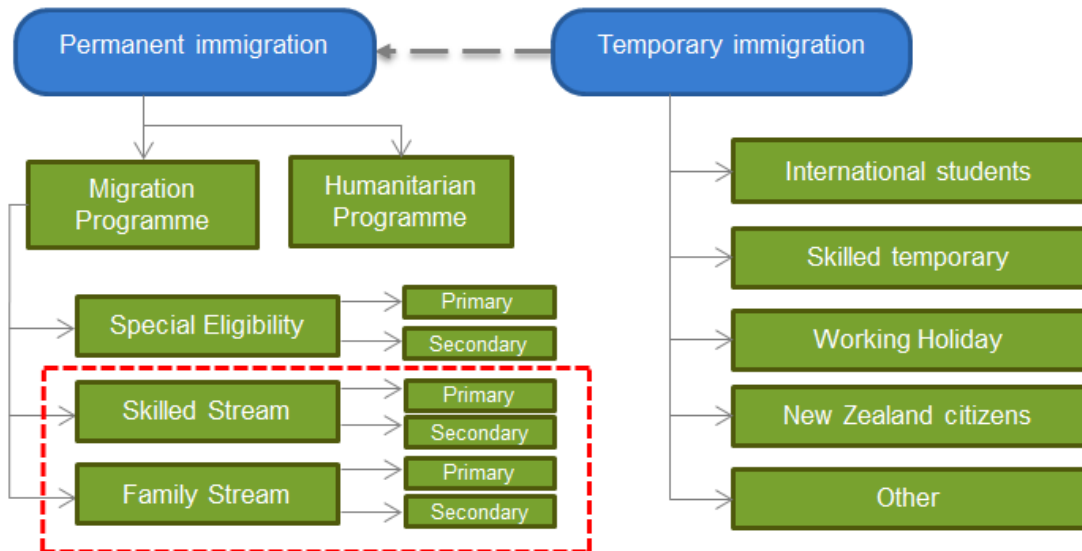 Permanent immigration
Temporary immigration
Migration
Programme
Humanitarian
Programme
Special Eligibility
Primary
Secondary
Skilled Stream
Primary
Secondary
Family Stream
Primary
Secondary
International students
Skilled temporary
Working Holiday
New Zealand citizens
Other